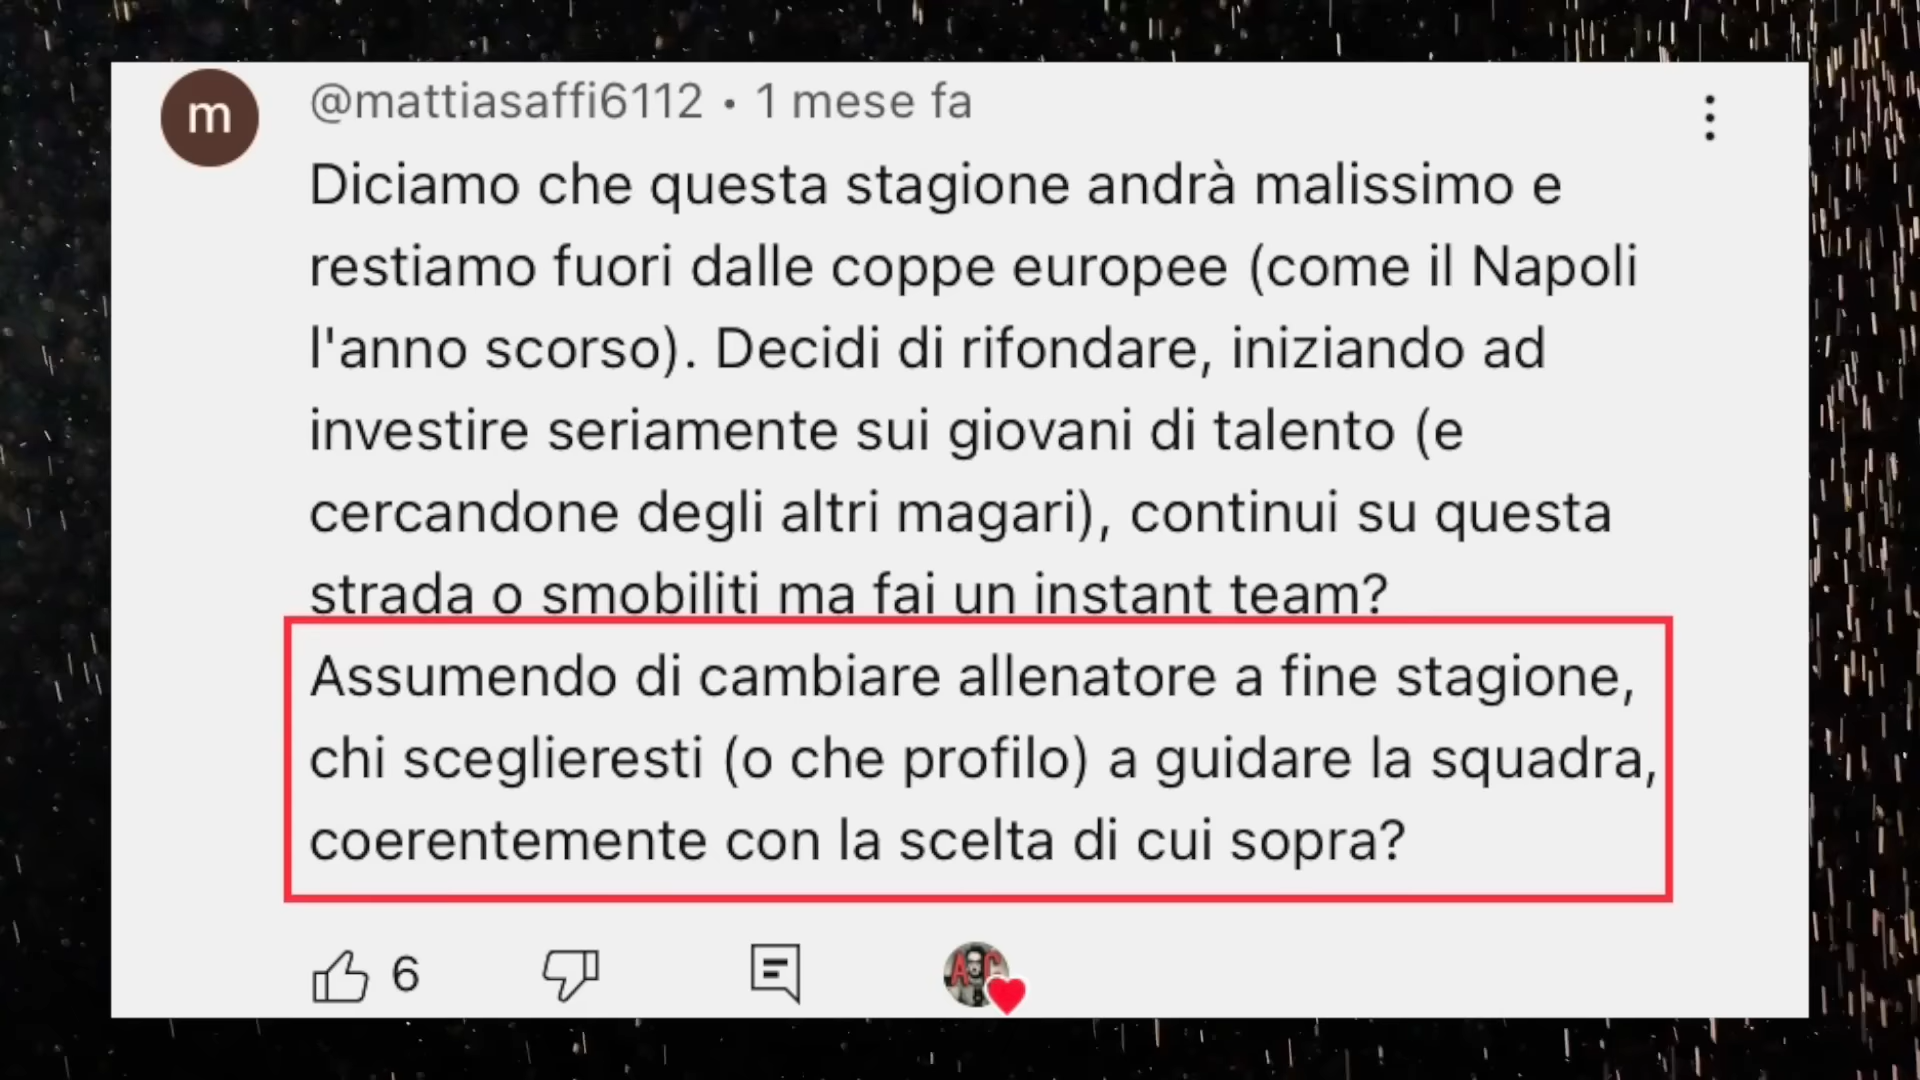 m
@mattiasaffi6112 • 1 mese fa
Diciamo che questa stagione andrà malissimo e
restiamo fuori dalle coppe europee (come il Napoli
l'anno scorso). Decidi di rifondare, iniziando ad
investire seriamente sui giovani di talento (e
cercandone degli altri magari), continui su questa
strada o smobiliti ma fai un instant team?
Assumendo di cambiare allenatore a fine stagione,
chi sceglieresti (o che profilo) a guidare la squadra,
coerentemente con la scelta di cui sopra?
6
AC